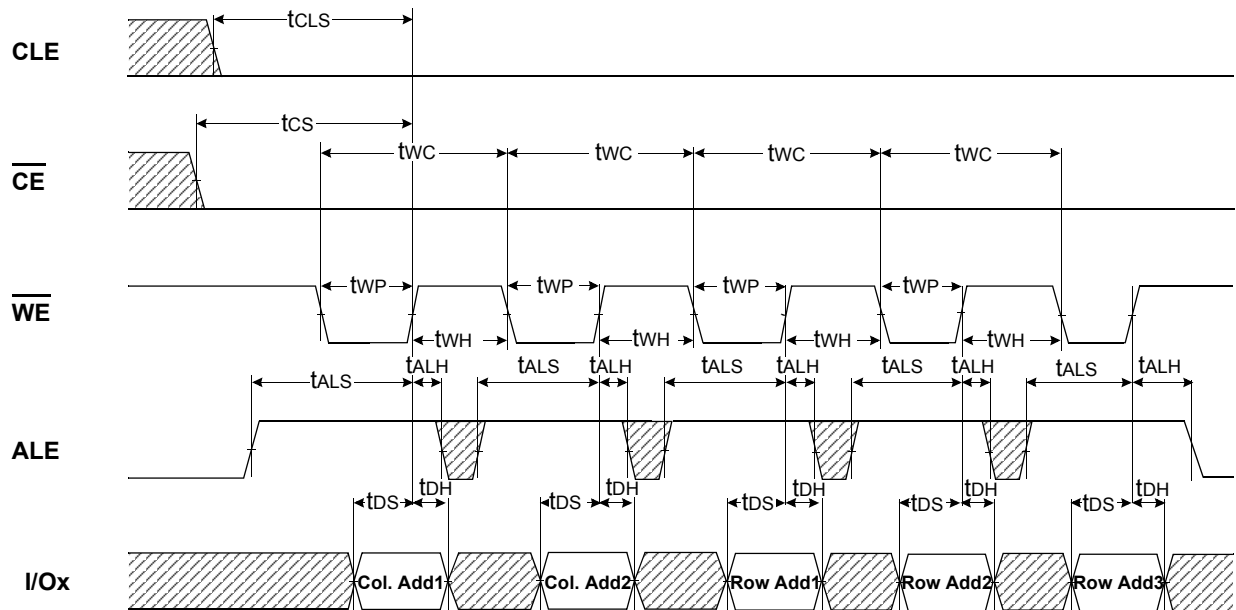 tCLS
CLE
tCS
tWC tWC tWC tWC
CE
tWP tWP tWP tWP
WE
tWH tWH tWH tWH
tALS tALH tALS tALH tALS tALH tALS tALH tALS tALH
ALE
tDS tDH tDS tDH tDS tDH tDS tDH tDS tDH
I/Ox Col. Add1 Col. Add2 Row Add1 Row Add2 Row Add3